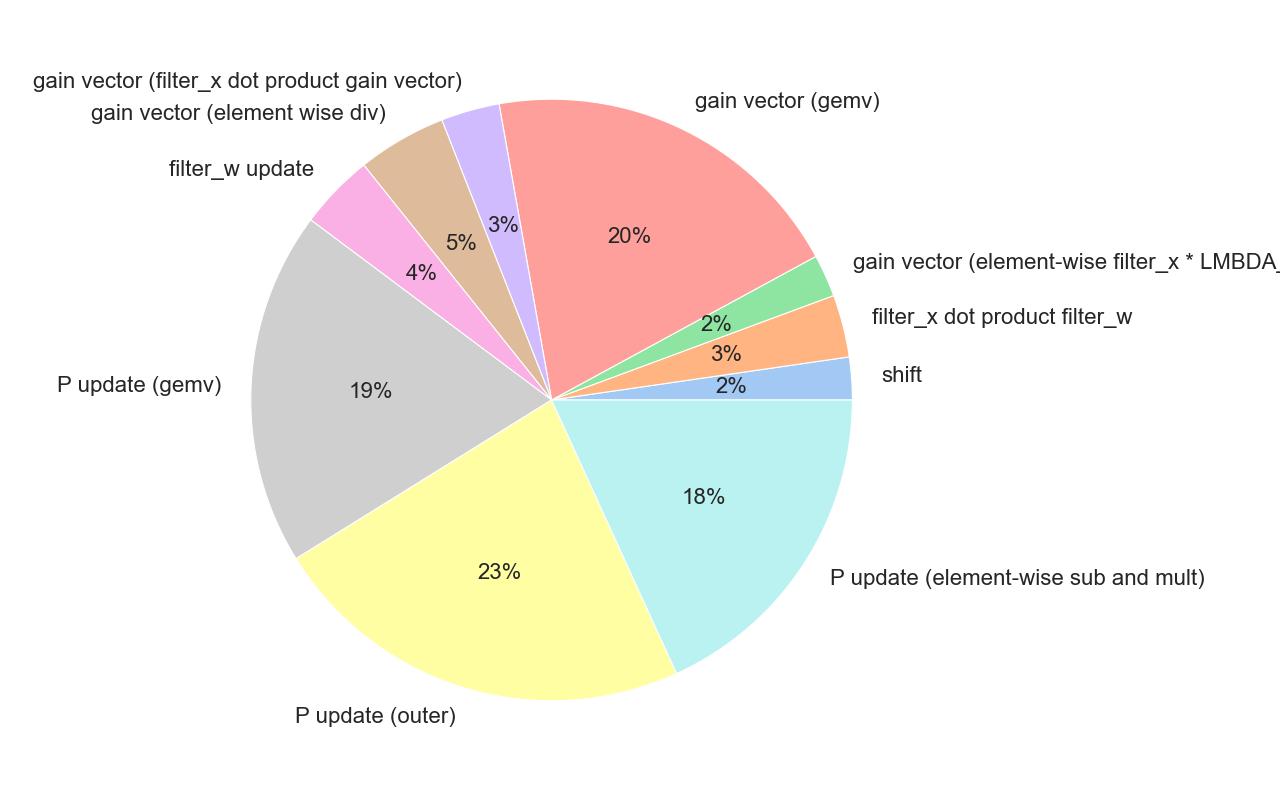 gain vector (filter_x dot product gain vector)
gain vector (element wise div)
filter_w update
gain vector (gemv)
gain vector (element-wise filter_x * LMBDA_
filter_x dot product filter_w
shift
P update (gemv)
P update (element-wise sub and mult)
P update (outer)
3%
20%
5%
4%
2%
3%
2%
19%
18%
23%